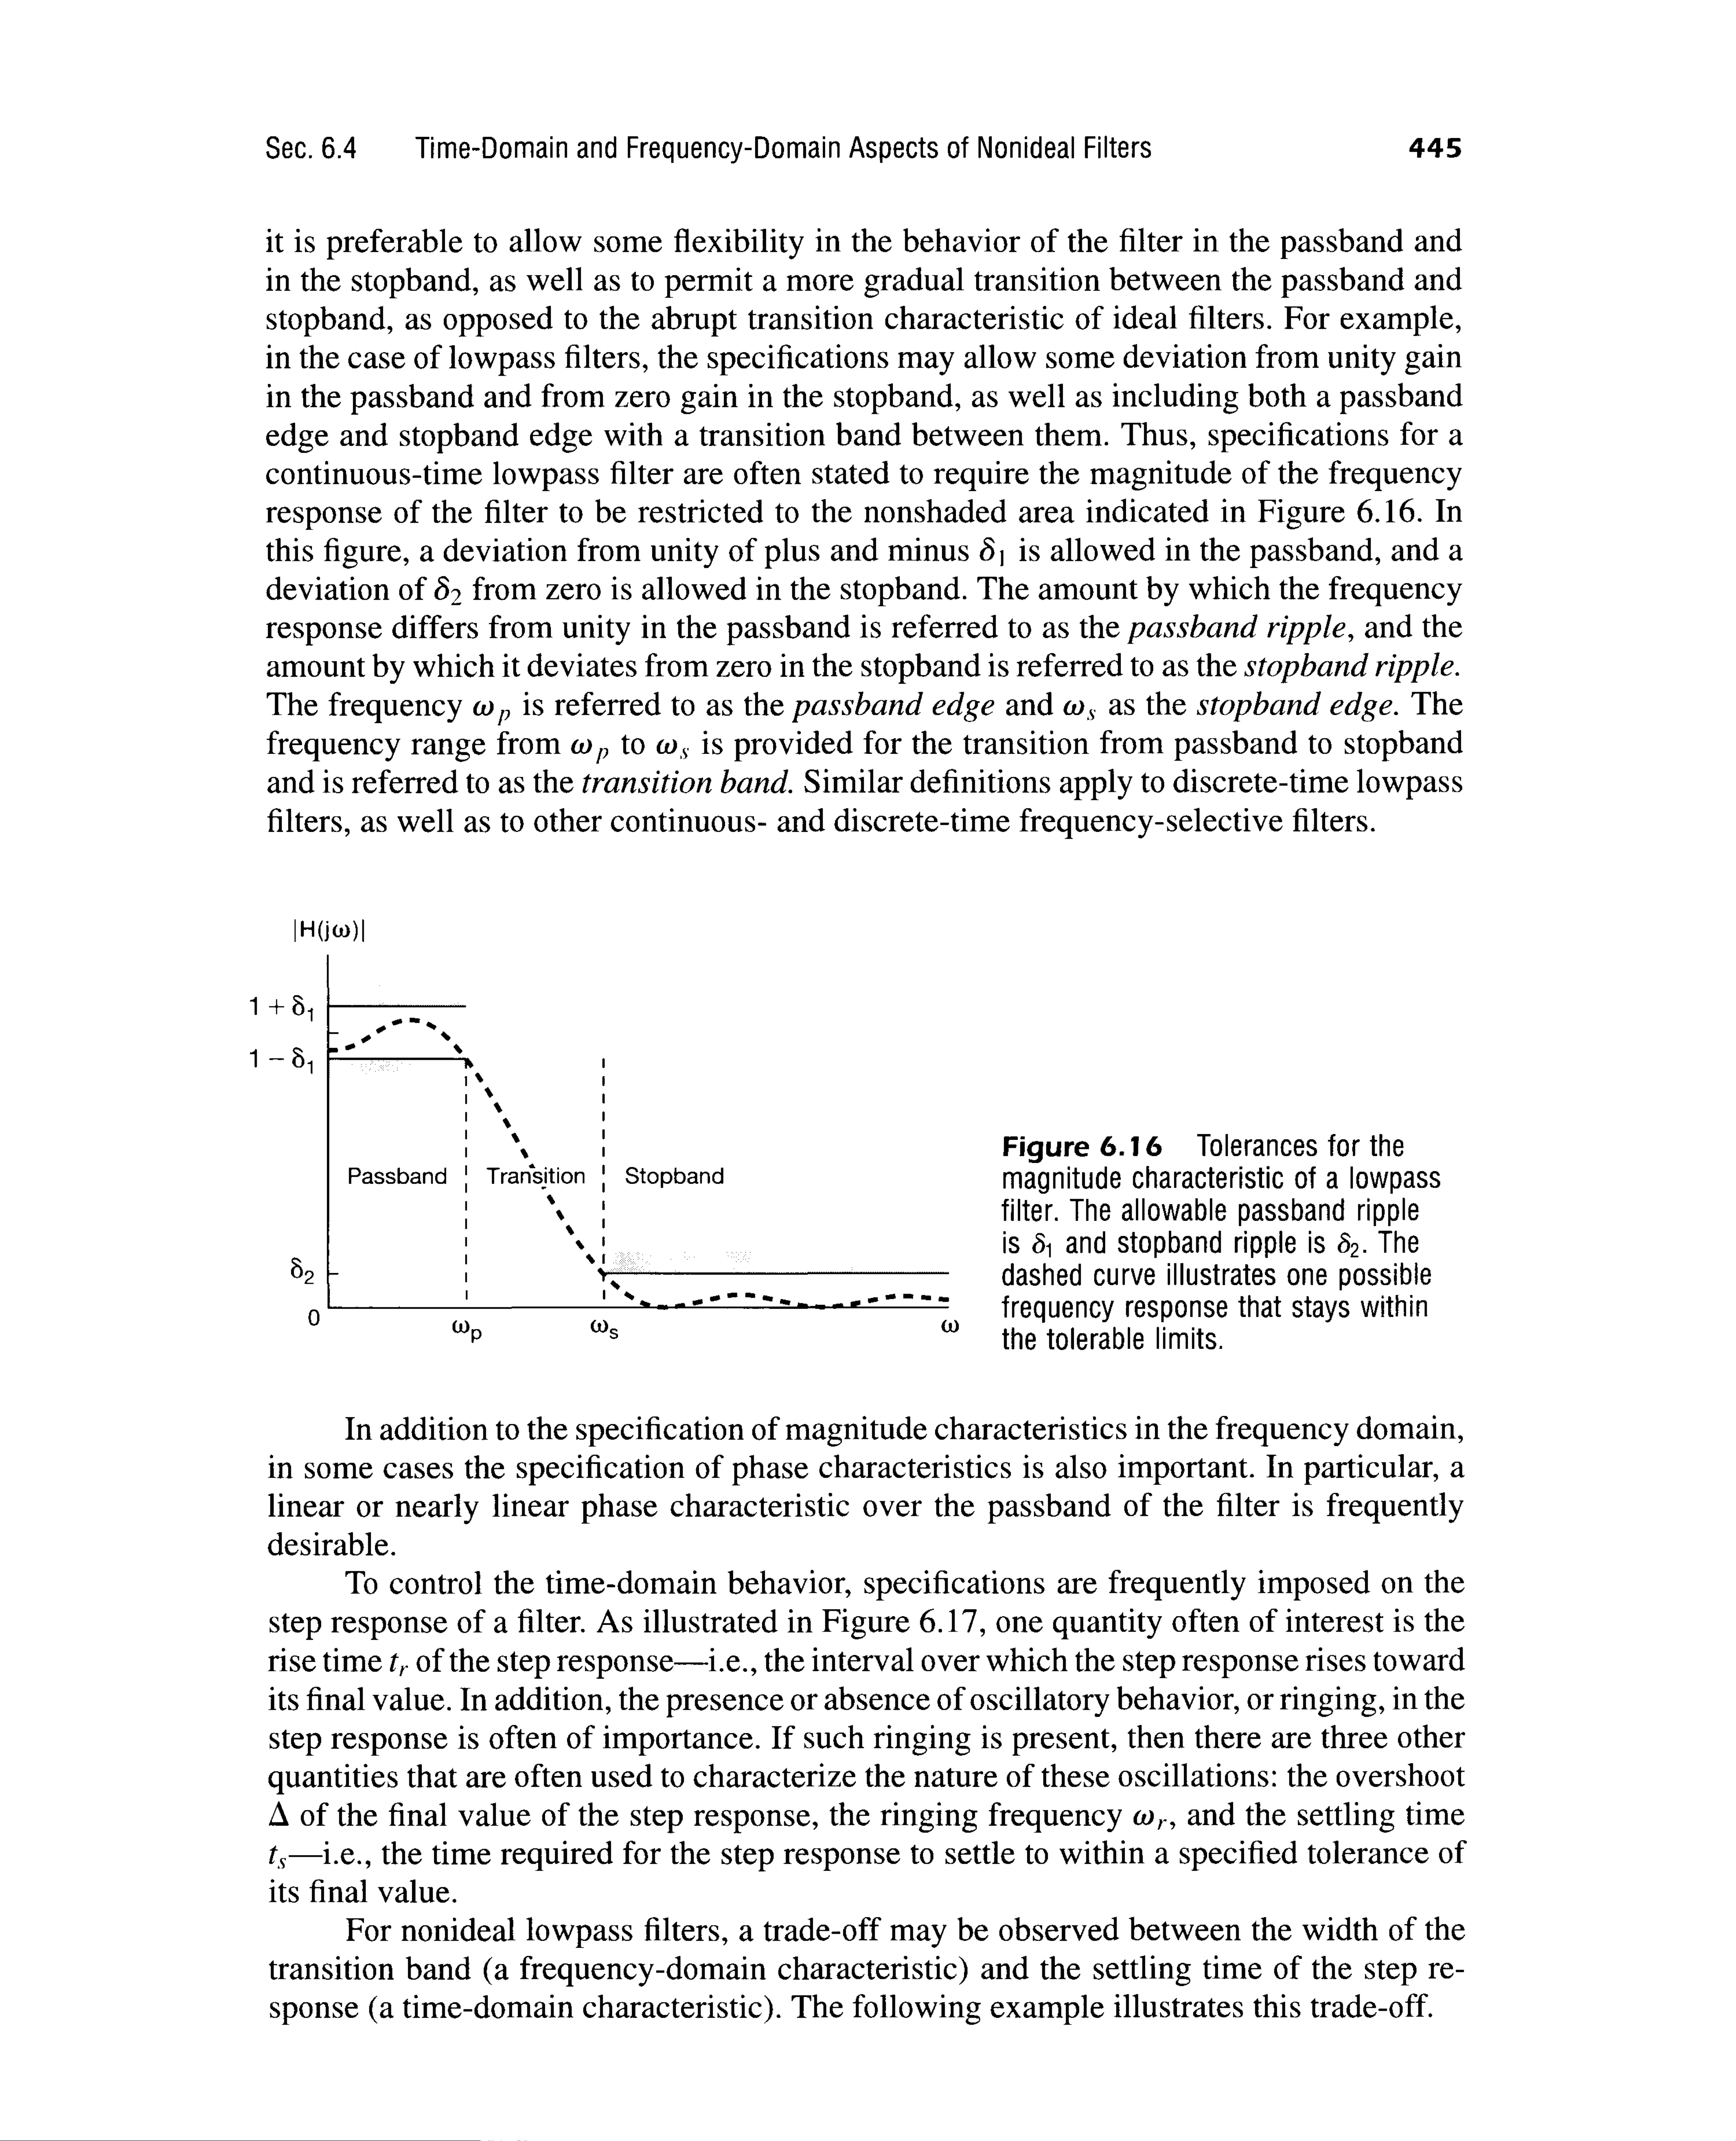 Sec. 6.4 Time-Domain and Frequency-Domain Aspects of Nonideal Filters 445
it is preferable to allow some flexibility in the behavior of the filter in the passband and
in the stopband, as well as to permit a more gradual transition between the passband and
stopband, as opposed to the abrupt transition characteristic of ideal filters. For example,
in the case of lowpass filters, the specifications may allow some deviation from unity gain
in the passband and from zero gain in the stopband, as well as including both a passband
edge and stopband edge with a transition band between them. Thus, specifications for a
continuous-time lowpass filter are often stated to require the magnitude of the frequency
response of the filter to be restricted to the nonshaded area indicated in Figure 6.16. In
this figure, a deviation from unity of plus and minus δ₁ is allowed in the passband, and a
deviation of δ₂ from zero is allowed in the stopband. The amount by which the frequency
response differs from unity in the passband is referred to as the passband ripple, and the
amount by which it deviates from zero in the stopband is referred to as the stopband ripple.
The frequency ωₚ is referred to as the passband edge and ωₛ as the stopband edge. The
frequency range from ωₚ to ωₛ is provided for the transition from passband to stopband
and is referred to as the transition band. Similar definitions apply to discrete-time lowpass
filters, as well as to other continuous- and discrete-time frequency-selective filters.
|H(jω)|
1 + δ₁
1 − δ₁
Passband Transition Stopband
δ₂
0
ωₚ ωₛ ω
Figure 6.16 Tolerances for the
magnitude characteristic of a lowpass
filter. The allowable passband ripple
is δ₁ and stopband ripple is δ₂. The
dashed curve illustrates one possible
frequency response that stays within
the tolerable limits.
In addition to the specification of magnitude characteristics in the frequency domain,
in some cases the specification of phase characteristics is also important. In particular, a
linear or nearly linear phase characteristic over the passband of the filter is frequently
desirable.
To control the time-domain behavior, specifications are frequently imposed on the
step response of a filter. As illustrated in Figure 6.17, one quantity often of interest is the
rise time tᵣ of the step response—i.e., the interval over which the step response rises toward
its final value. In addition, the presence or absence of oscillatory behavior, or ringing, in the
step response is often of importance. If such ringing is present, then there are three other
quantities that are often used to characterize the nature of these oscillations: the overshoot
Δ of the final value of the step response, the ringing frequency ωᵣ, and the settling time
tₛ—i.e., the time required for the step response to settle to within a specified tolerance of
its final value.
For nonideal lowpass filters, a trade-off may be observed between the width of the
transition band (a frequency-domain characteristic) and the settling time of the step re-
sponse (a time-domain characteristic). The following example illustrates this trade-off.